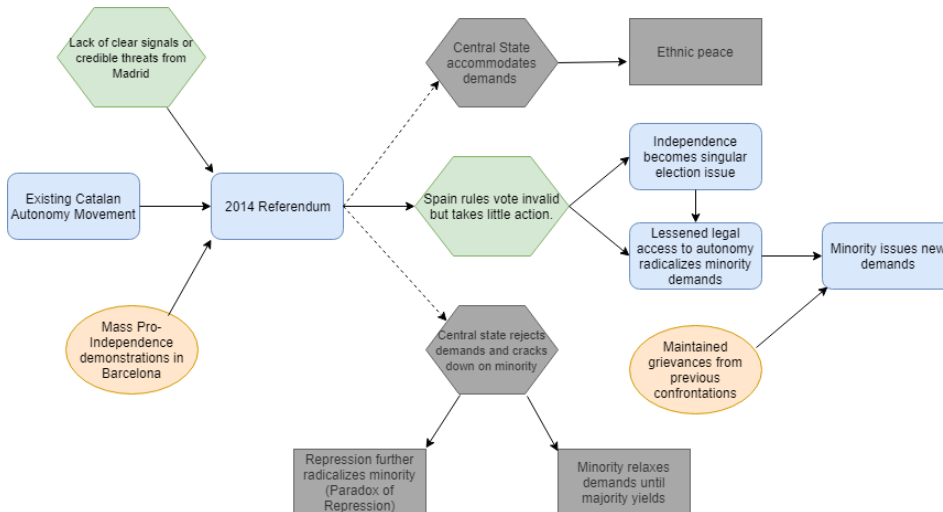 Lack of clear signals or
credible threats from
Madrid
Central State
accommodates
demands
Ethnic peace
Existing Catalan
Autonomy Movement
2014 Referendum
Spain rules vote invalid
but takes little action.
Independence
becomes singular
election issue
Lessened legal
access to autonomy
radicalizes minority
demands
Minority issues new
demands
Mass Pro-
Independence
demonstrations in
Barcelona
Central state rejects
demands and cracks
down on minority
Maintained
grievances from
previous
confrontations
Repression further
radicalizes minority
(Paradox of
Repression)
Minority relaxes
demands until
majority yields